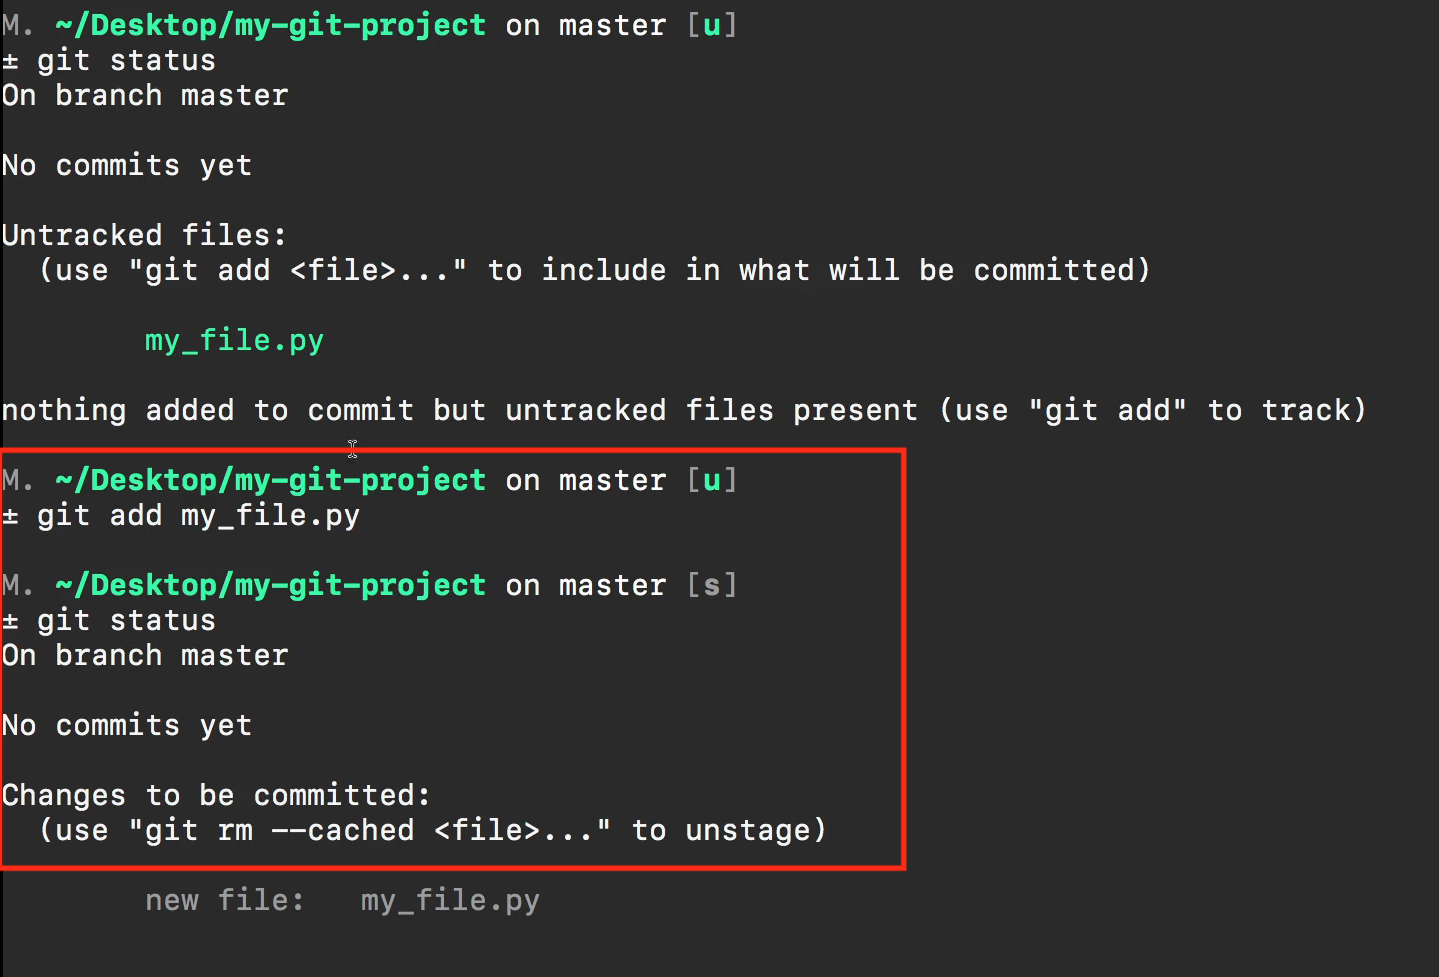 M. ~/Desktop/my-git-project on master [u]
± git status
On branch master
No commits yet
Untracked files:
(use "git add <file>..." to include in what will be committed)
my_file.py
nothing added to commit but untracked files present (use "git add" to track)
M. ~/Desktop/my-git-project on master [u]
± git add my_file.py
M. ~/Desktop/my-git-project on master [s]
± git status
On branch master
No commits yet
Changes to be committed:
(use "git rm --cached <file>..." to unstage)
new file: my_file.py